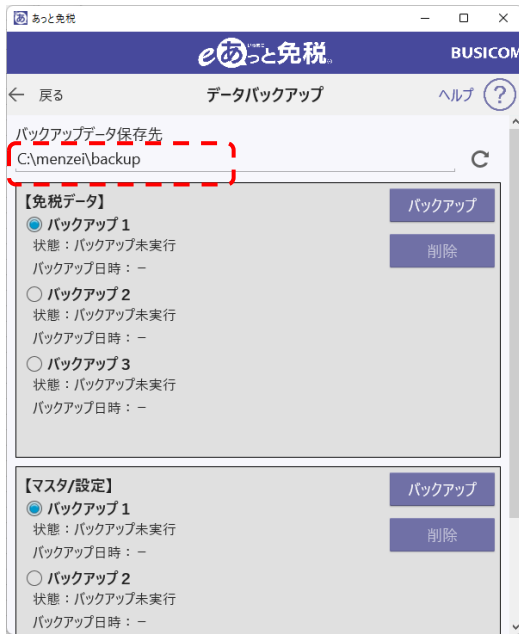 あっと免税
eあっと免税
BUSICOM
← 戻る
データバックアップ
ヘルプ ?
バックアップデータ保存先
C:\menzei\backup
【免税データ】
バックアップ
バックアップ1
状態:バックアップ未実行
削除
バックアップ日時:−
バックアップ2
状態:バックアップ未実行
バックアップ日時:−
バックアップ3
状態:バックアップ未実行
バックアップ日時:−
【マスタ/設定】
バックアップ
バックアップ1
状態:バックアップ未実行
削除
バックアップ日時:−
バックアップ2
状態:バックアップ未実行
バックアップ日時:−